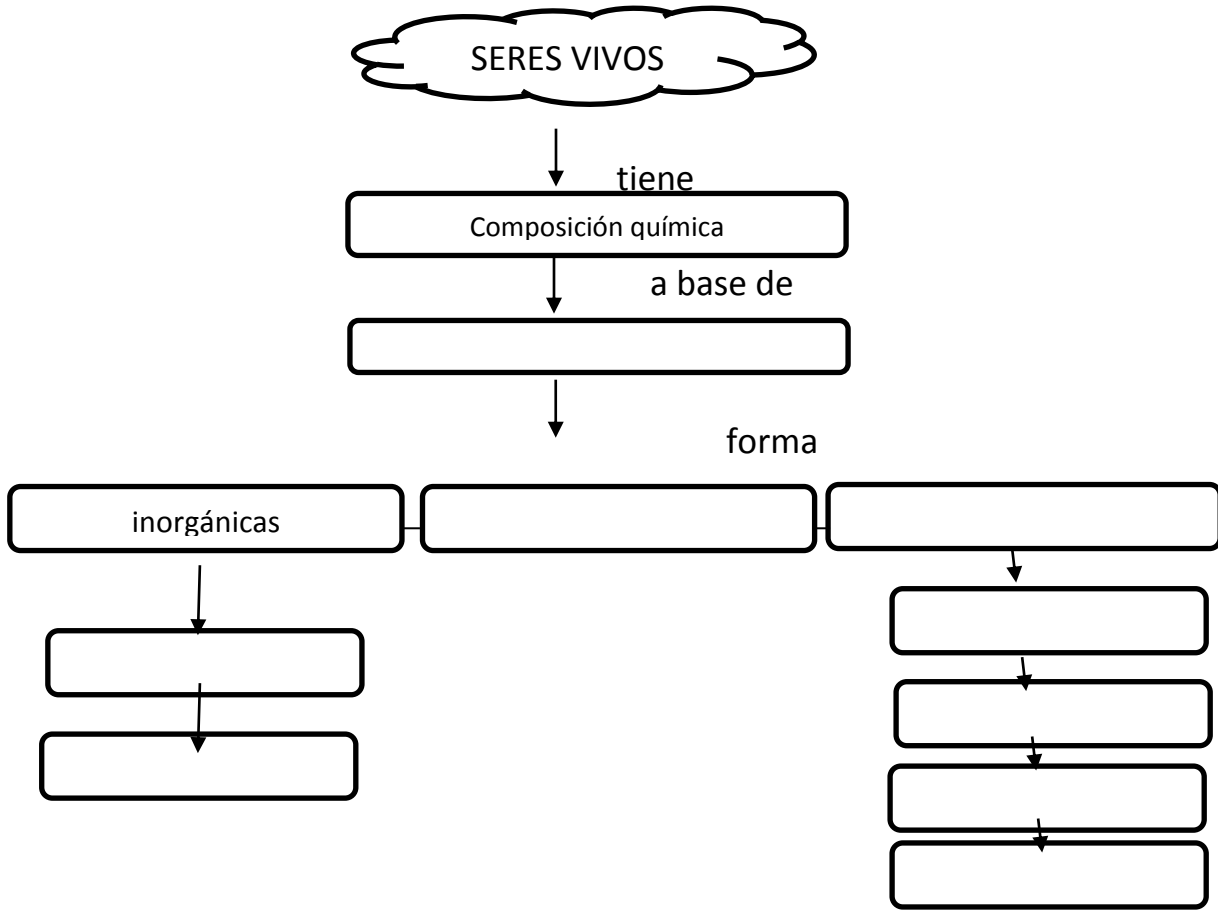 SERES VIVOS
tiene
Composición química
a base de
forma
inorgánicas